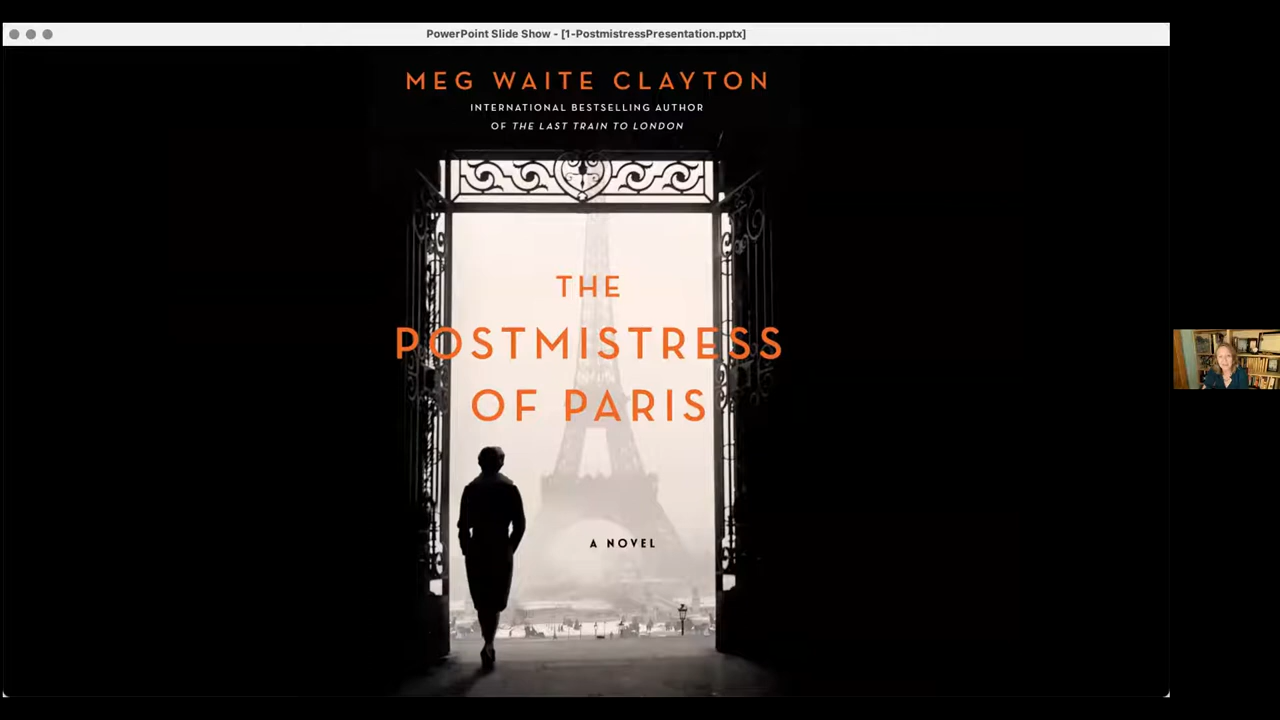 PowerPoint Slide Show - [1-PostmistressPresentation.pptx]
MEG WAITE CLAYTON
INTERNATIONAL BESTSELLING AUTHOR
OF THE LAST TRAIN TO LONDON
THE
POSTMISTRESS
OF PARIS
A NOVEL